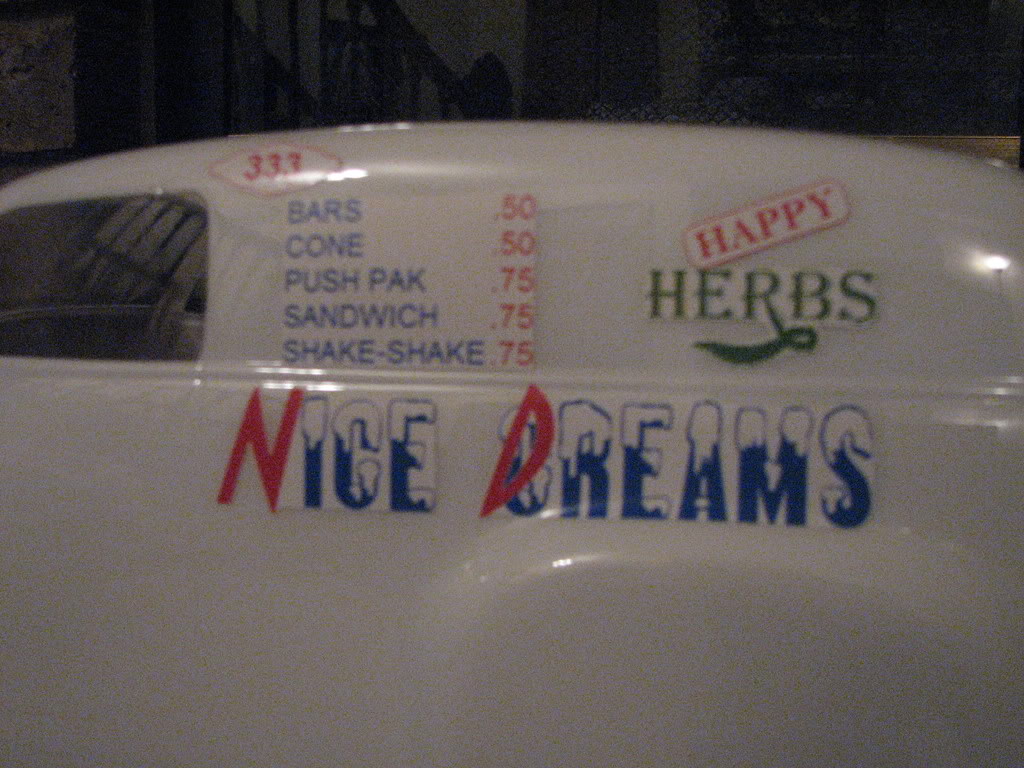 333
BARS .50
CONE .50
PUSH PAK .75
SANDWICH .75
SHAKE-SHAKE .75
HAPPY
HERBS
NICE DREAMS